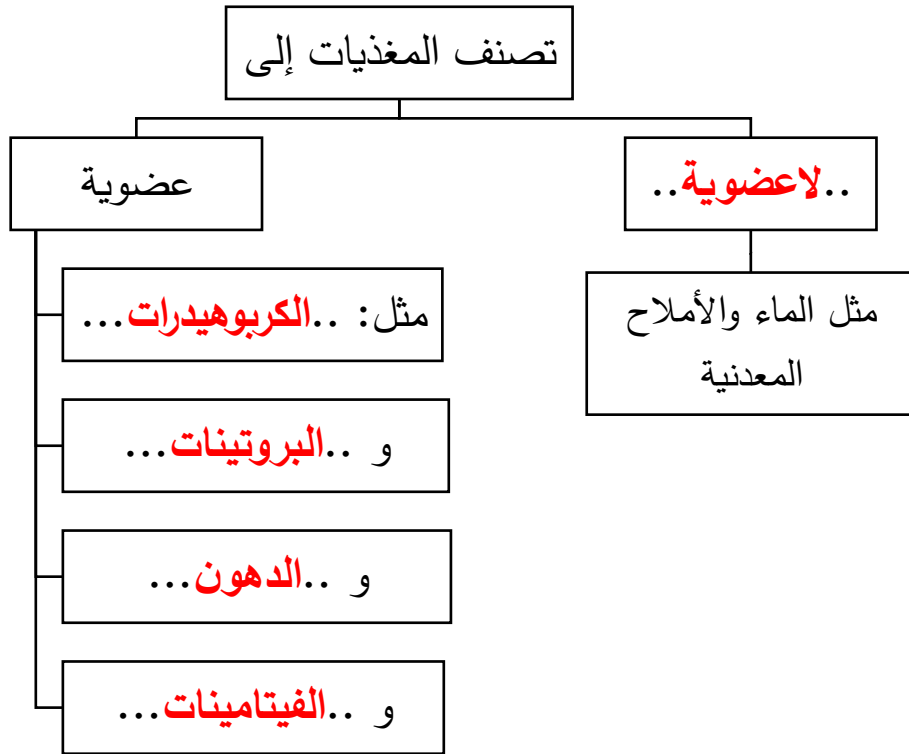 تصنف المغذيات إلى
..لاعضوية..
عضوية
مثل الماء والأملاح
المعدنية
مثل: ..الكربوهيدرات...
و ..البروتينات...
و ..الدهون...
و ..الفيتامينات...